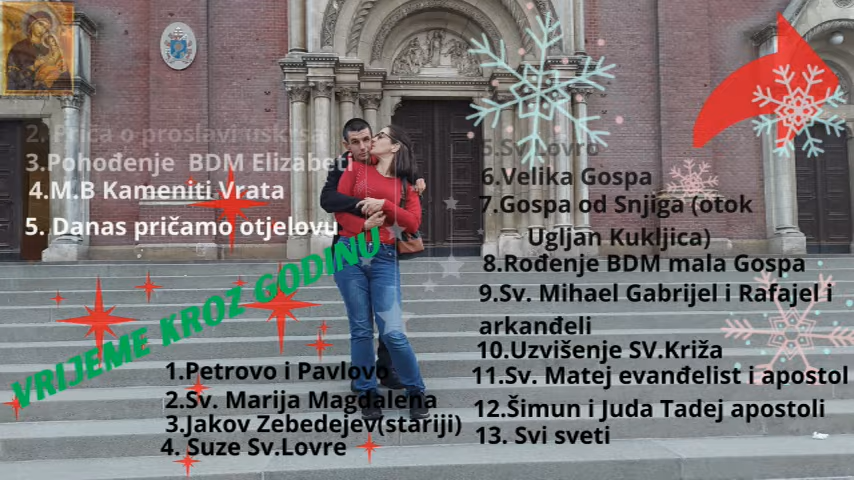 2. Priča o proslavi uskrsa
3.Pohođenje  BDM Elizabeti
4.M.B Kameniti Vrata
5. Danas pričamo otjelovu
VRIJEME KROZ GODINU
1.Petrovo i Pavlovo
2.Sv. Marija Magdalena
3.Jakov Zebedejev(stariji)
4. Suze Sv.Lovre
5.Sv.Lovro
6.Velika Gospa
7.Gospa od Snjiga (otok
Ugljan Kukljica)
8.Rođenje BDM mala Gospa
9.Sv. Mihael Gabrijel i Rafajel i
arkanđeli
10.Uzvišenje SV.Križa
11.Sv. Matej evanđelist i apostol
12.Šimun i Juda Tadej apostoli
13. Svi sveti